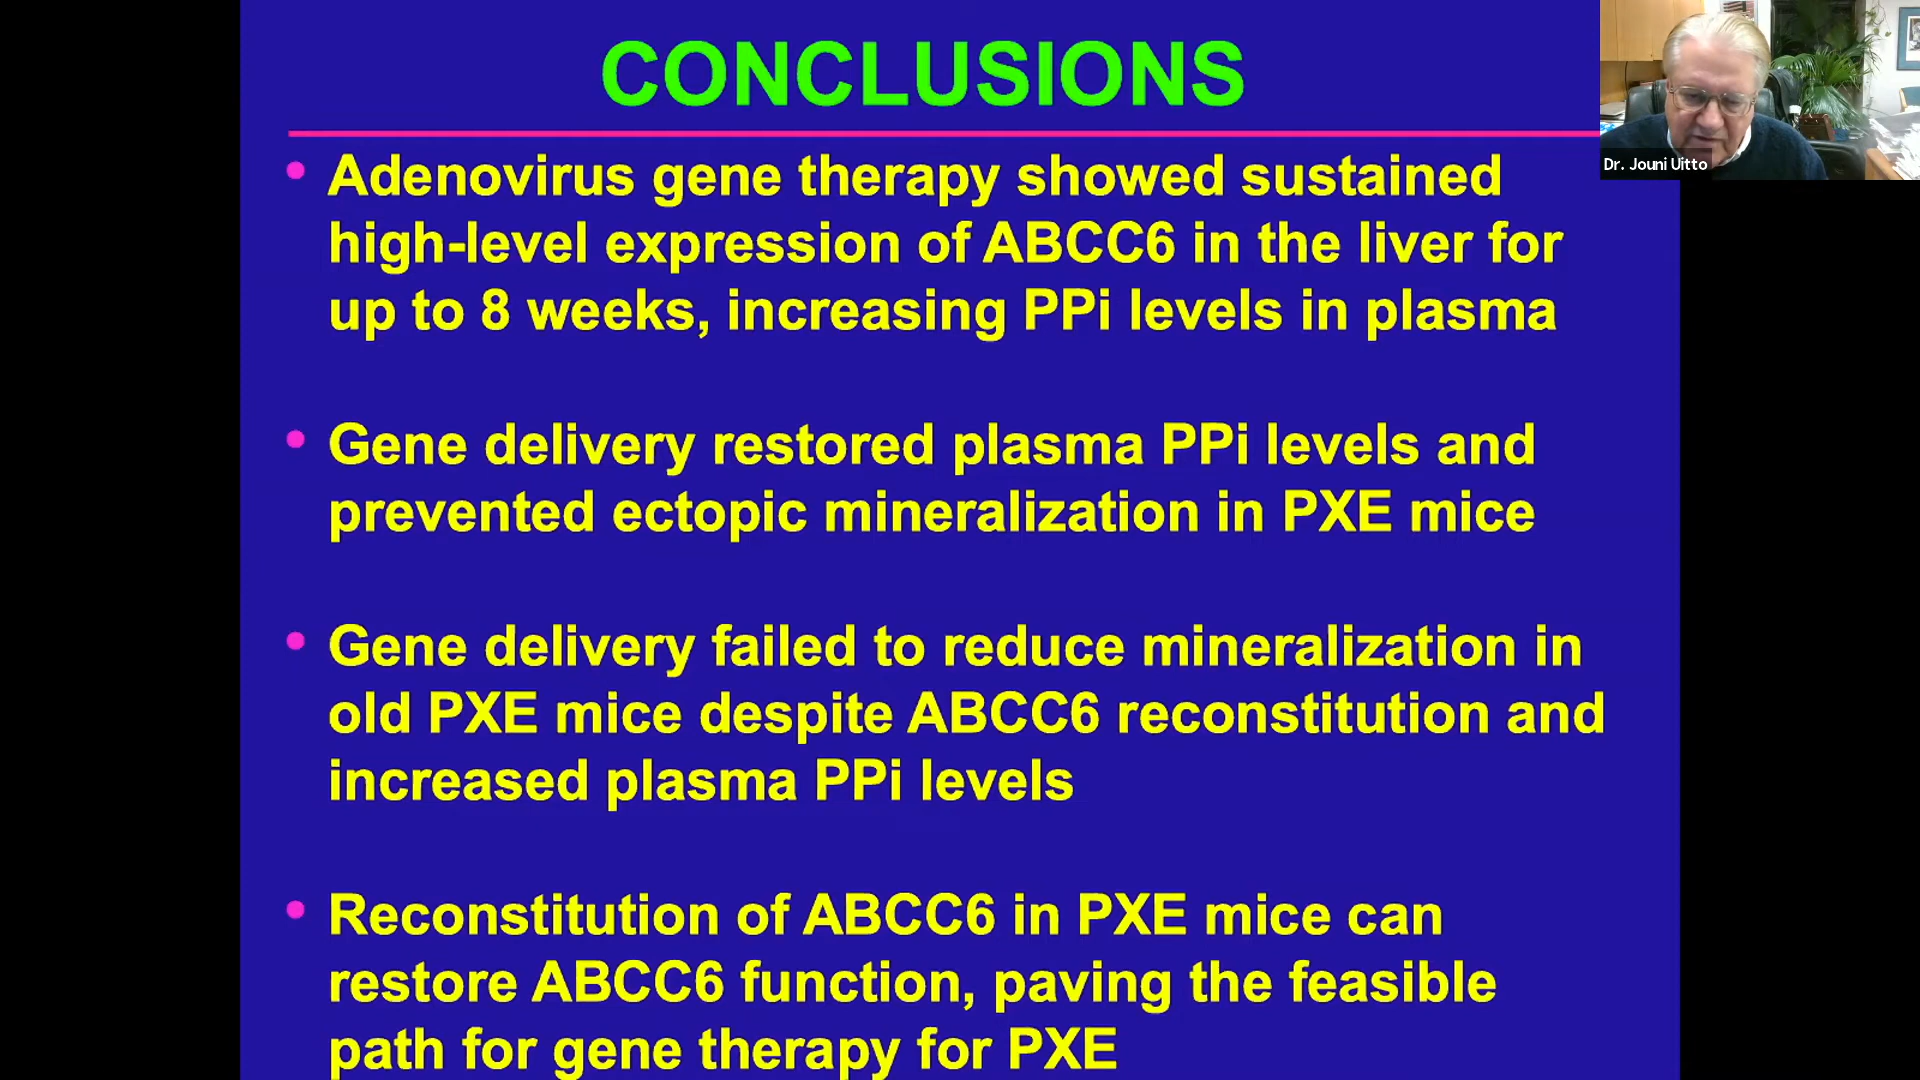 CONCLUSIONS
• Adenovirus gene therapy showed sustained
high-level expression of ABCC6 in the liver for
up to 8 weeks, increasing PPi levels in plasma
• Gene delivery restored plasma PPi levels and
prevented ectopic mineralization in PXE mice
• Gene delivery failed to reduce mineralization in
old PXE mice despite ABCC6 reconstitution and
increased plasma PPi levels
• Reconstitution of ABCC6 in PXE mice can
restore ABCC6 function, paving the feasible
path for gene therapy for PXE
Dr. Jouni Uitto